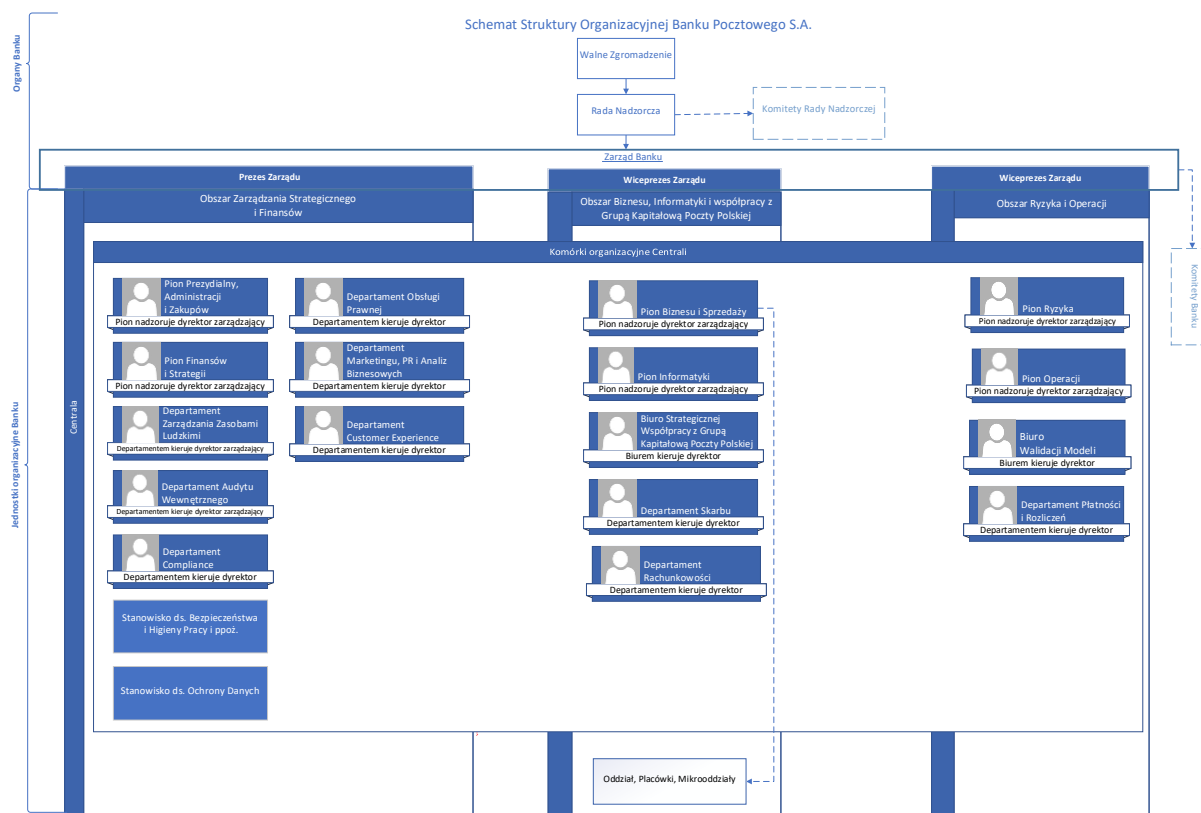 Schemat Struktury Organizacyjnej Banku Pocztowego S.A.
Organy Banku
Walne Zgromadzenie
Rada Nadzorcza
Komitety Rady Nadzorczej
Zarząd Banku
Prezes Zarządu
Wiceprezes Zarządu
Wiceprezes Zarządu
Obszar Zarządzania Strategicznego
i Finansów
Obszar Biznesu, Informatyki i współpracy z
Grupą Kapitałową Poczty Polskiej
Obszar Ryzyka i Operacji
Komitety Banku
Jednostki organizacyjne Banku
Centrala
Komórki organizacyjne Centrali
Pion Prezydialny,
Administracji
i Zakupów
Pion nadzoruje dyrektor zarządzający
Pion Finansów
i Strategii
Pion nadzoruje dyrektor zarządzający
Departament
Zarządzania Zasobami
Ludzkimi
Departamentem kieruje dyrektor zarządzający
Departament Audytu
Wewnętrznego
Departamentem kieruje dyrektor zarządzający
Departament
Compliance
Departamentem kieruje dyrektor
Stanowisko ds. Bezpieczeństwa
i Higieny Pracy i ppoż.
Stanowisko ds. Ochrony Danych
Departament Obsługi
Prawnej
Departamentem kieruje dyrektor
Departament
Marketingu, PR i Analiz
Biznesowych
Departamentem kieruje dyrektor
Departament
Customer Experience
Departamentem kieruje dyrektor
Pion Biznesu i Sprzedaży
Pion nadzoruje dyrektor zarządzający
Pion Informatyki
Pion nadzoruje dyrektor zarządzający
Biuro Strategicznej
Współpracy z Grupą
Kapitałową Poczty Polskiej
Biurem kieruje dyrektor
Departament Skarbu
Departamentem kieruje dyrektor
Departament
Rachunkowości
Departamentem kieruje dyrektor
Pion Ryzyka
Pion nadzoruje dyrektor zarządzający
Pion Operacji
Pion nadzoruje dyrektor zarządzający
Biuro
Walidacji Modeli
Biurem kieruje dyrektor
Departament Płatności
i Rozliczeń
Departamentem kieruje dyrektor
Oddział, Placówki, Mikrooddziały